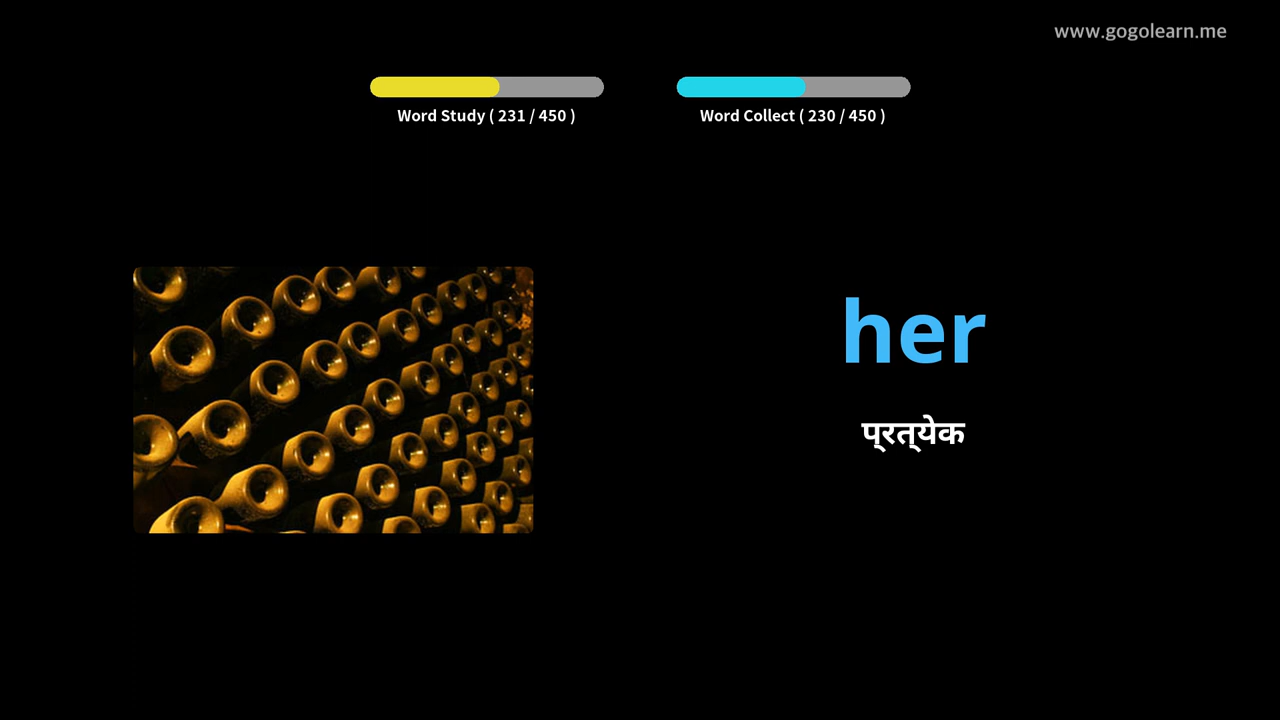 www.gogolearn.me
Word Study ( 231 / 450 )
Word Collect ( 230 / 450 )
her
प्रत्येक